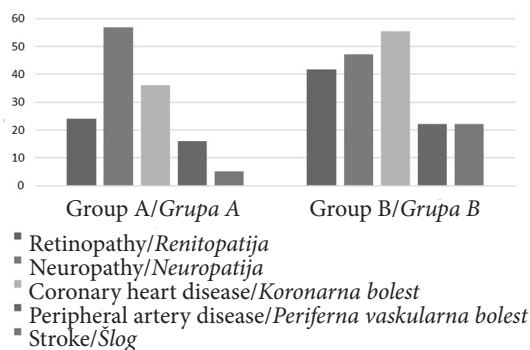 60
50
40
30
20
10
0
Group A/Grupa A Group B/Grupa B
Retinopathy/Renitopatija
Neuropathy/Neuropatija
Coronary heart disease/Koronarna bolest
Peripheral artery disease/Periferna vaskularna bolest
Stroke/Šlog